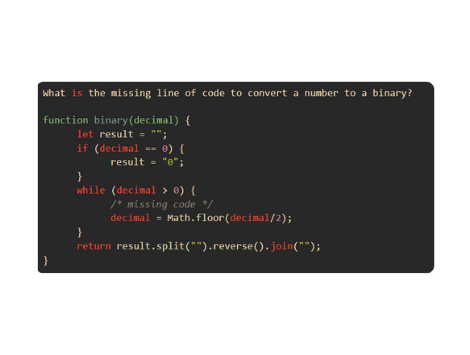 What is the missing line of code to convert a number to a binary?
function binary(decimal) {
let result = "";
if (decimal == 0) {
result = "0";
}
while (decimal > 0) {
/* missing code */
decimal = Math.floor(decimal/2);
}
return result.split("").reverse().join("");
}